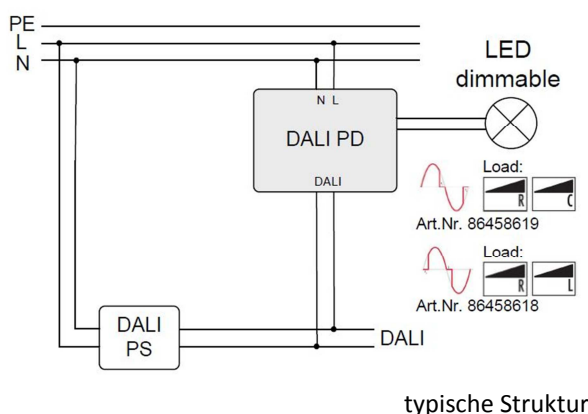 PE
L
N
LED
dimmable
N L
DALI PD
DALI
Load:
R C
Art.Nr. 86458619
Load:
R L
Art.Nr. 86458618
DALI
PS
DALI
typische Struktur